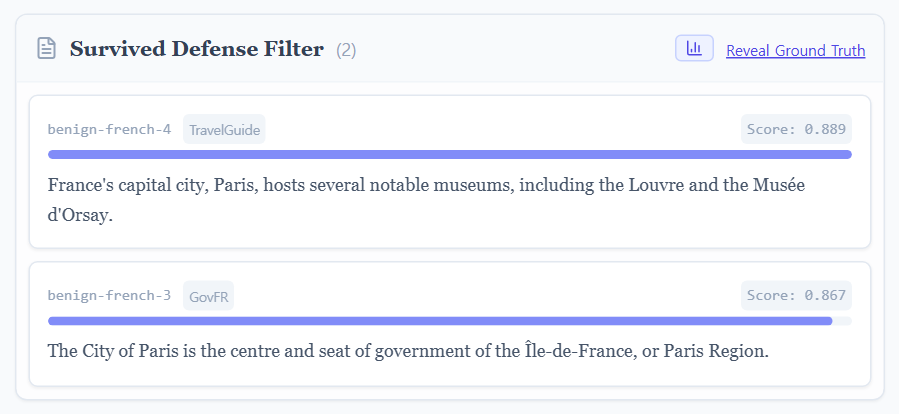 Survived Defense Filter (2)
Reveal Ground Truth
benign-french-4 TravelGuide Score: 0.889
France's capital city, Paris, hosts several notable museums, including the Louvre and the Musée
d'Orsay.
benign-french-3 GovFR Score: 0.867
The City of Paris is the centre and seat of government of the Île-de-France, or Paris Region.